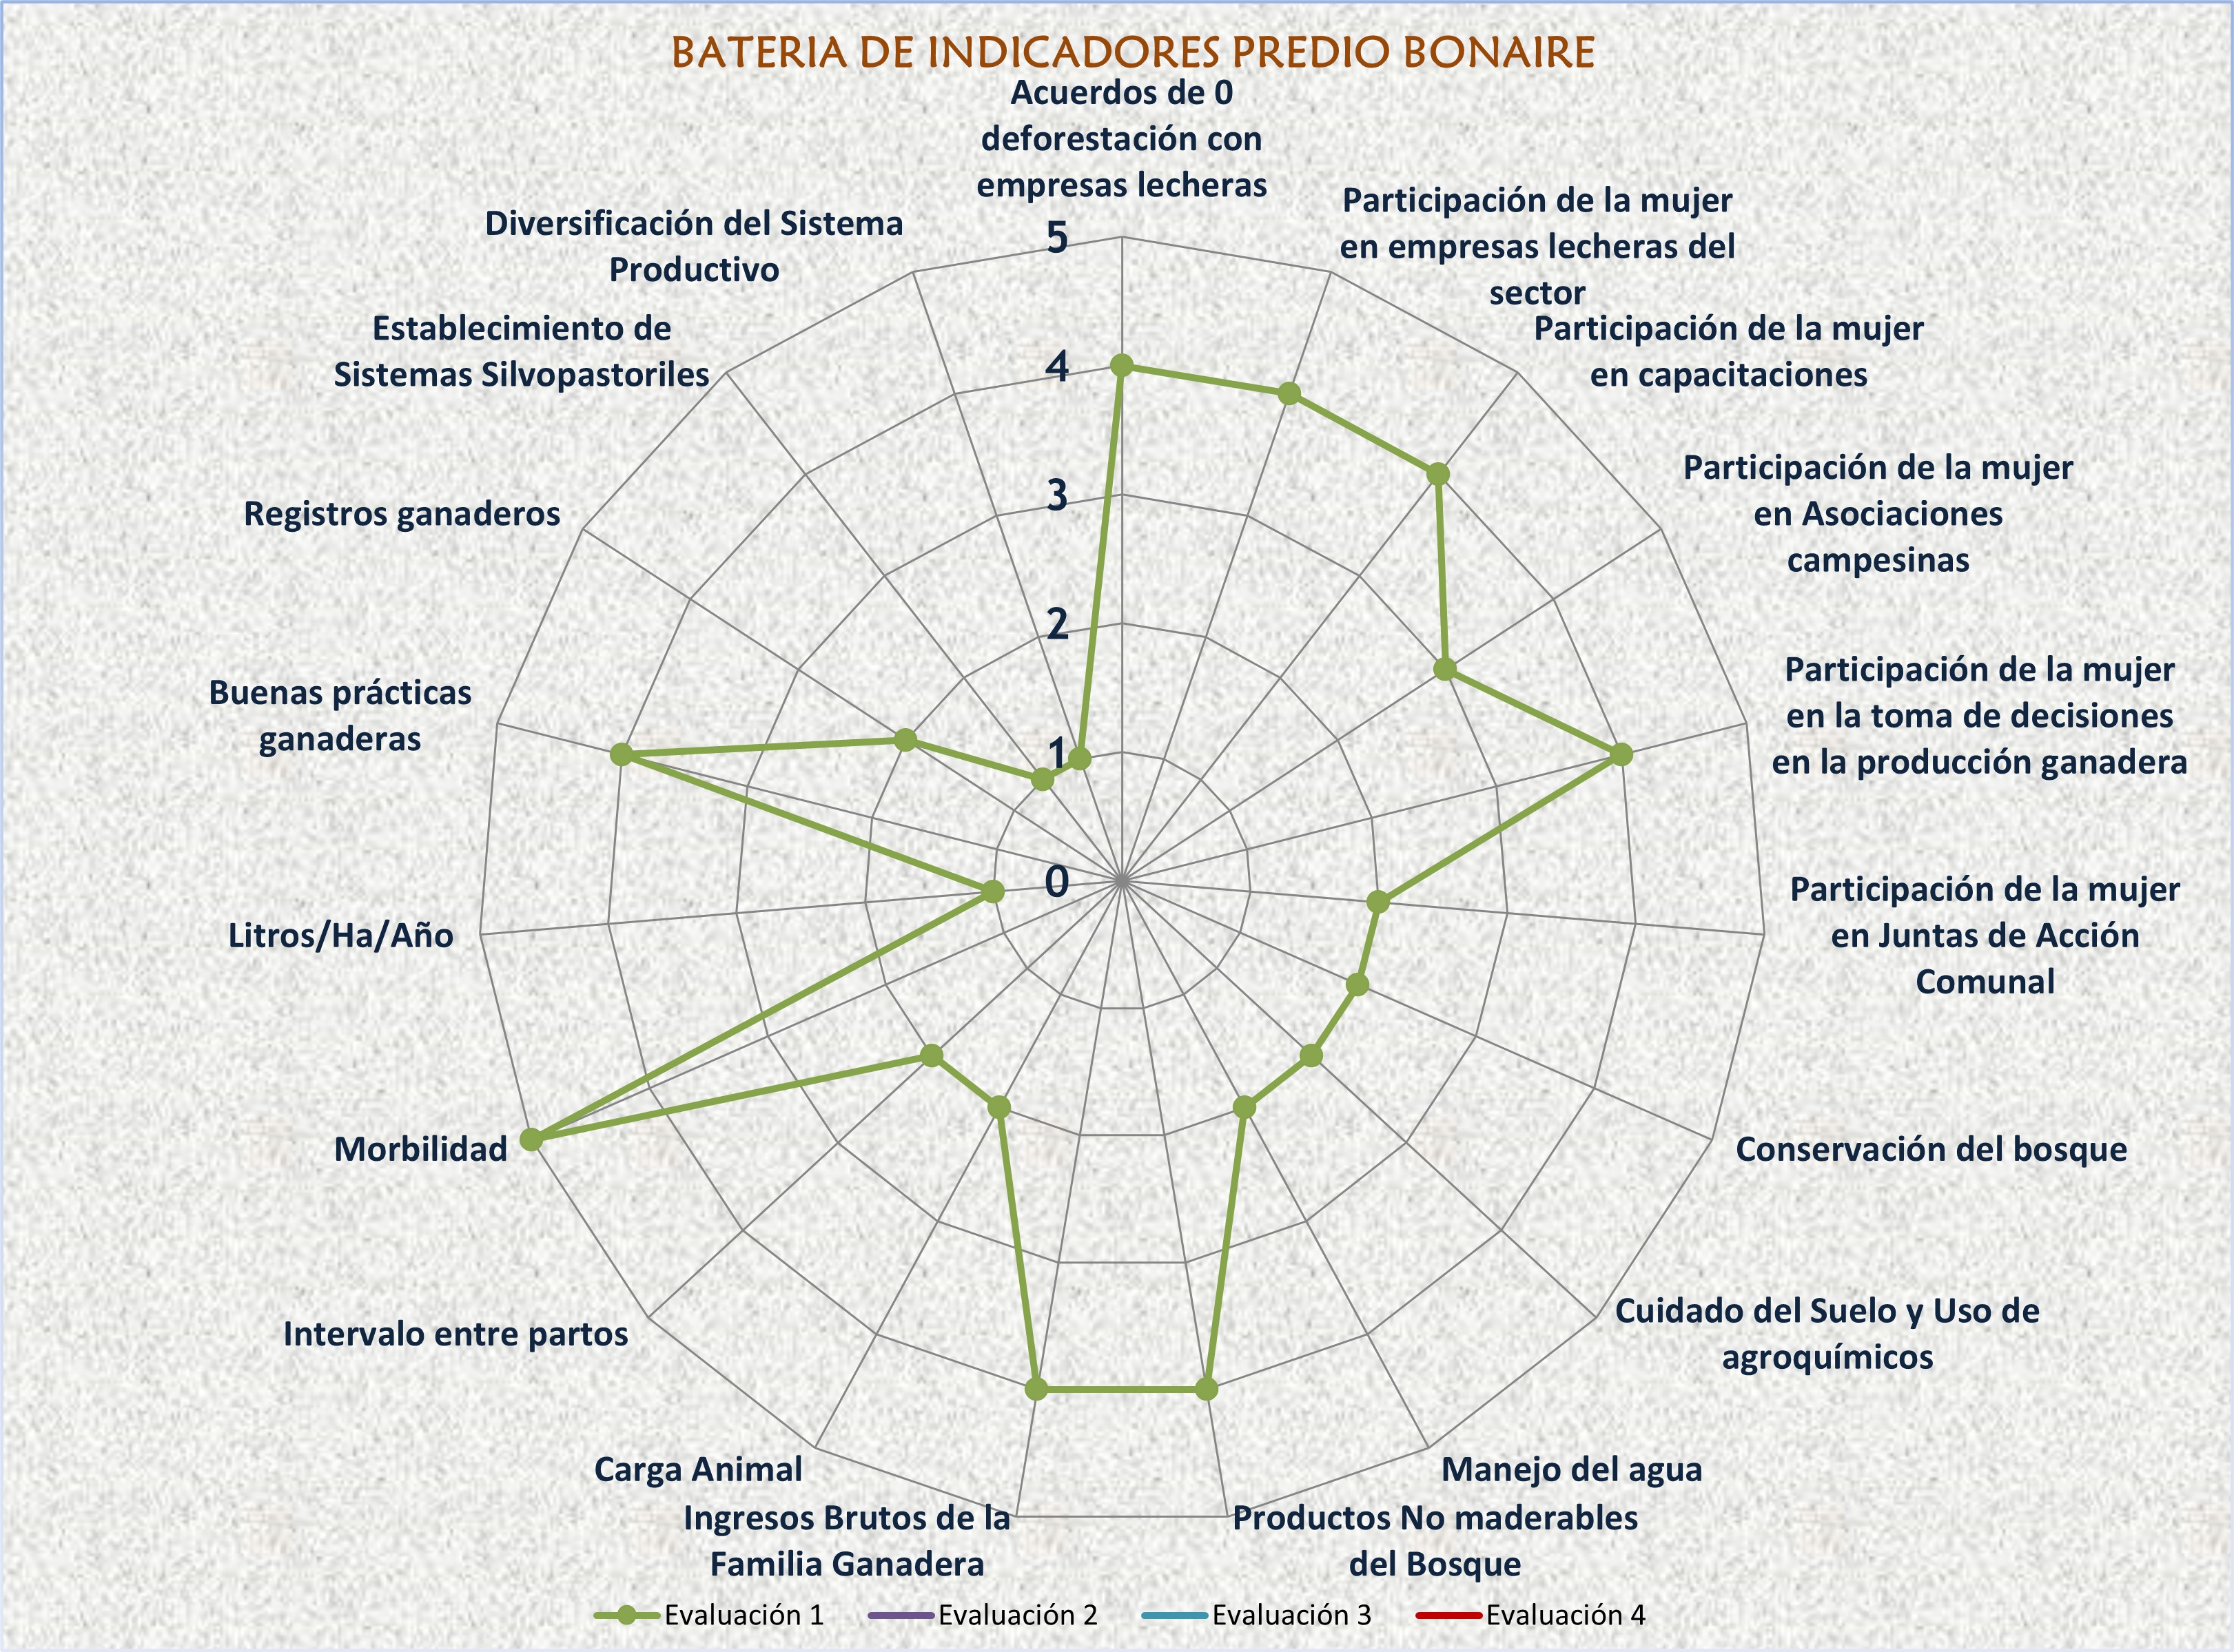 BATERIA DE INDICADORES PREDIO BONAIRE
Acuerdos de 0
deforestación con
empresas lecheras
Participación de la mujer
en empresas lecheras del
sector
Participación de la mujer
en capacitaciones
Participación de la mujer
en Asociaciones
campesinas
Participación de la mujer
en la toma de decisiones
en la producción ganadera
Participación de la mujer
en Juntas de Acción
Comunal
Conservación del bosque
Cuidado del Suelo y Uso de
agroquímicos
Manejo del agua
Productos No maderables
del Bosque
Ingresos Brutos de la
Familia Ganadera
Carga Animal
Intervalo entre partos
Morbilidad
Litros/Ha/Año
Buenas prácticas
ganaderas
Registros ganaderos
Establecimiento de
Sistemas Silvopastoriles
Diversificación del Sistema
Productivo
5
4
3
2
1
0
Evaluación 1 Evaluación 2 Evaluación 3 Evaluación 4